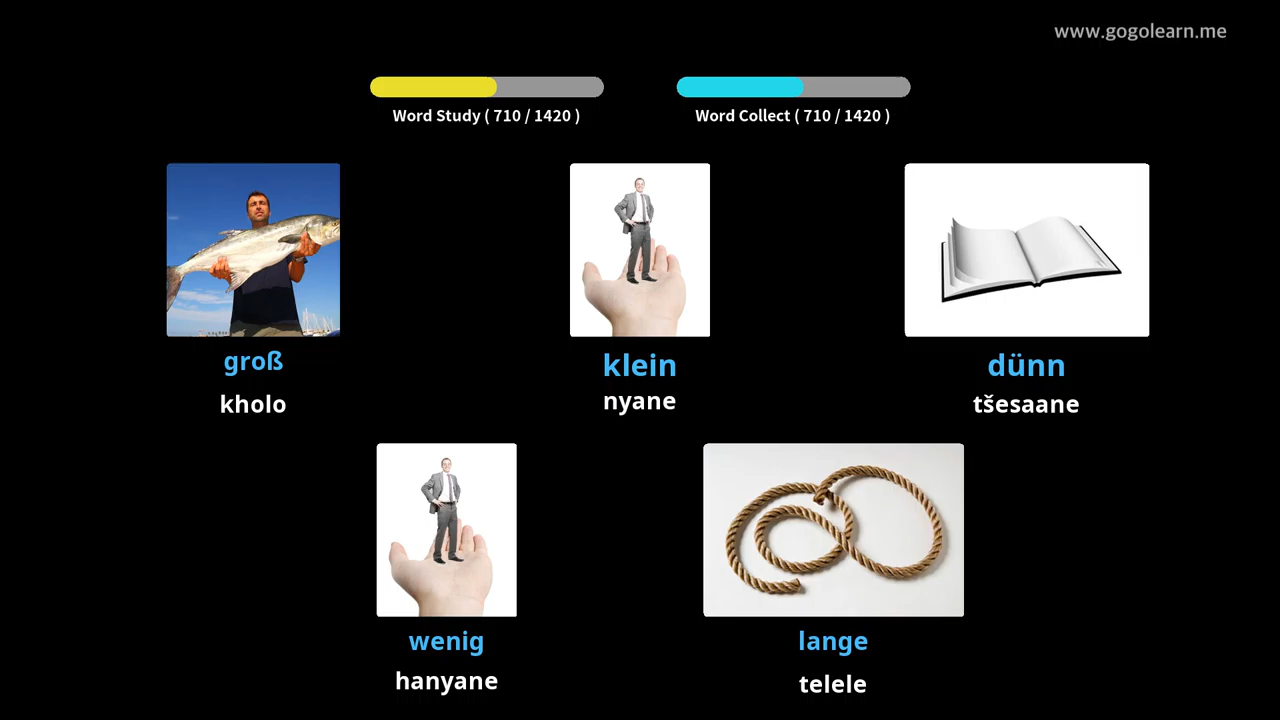 www.gogolearn.me
Word Study ( 710 / 1420 )
Word Collect ( 710 / 1420 )
groß
kholo
klein
nyane
dünn
tšesaane
wenig
hanyane
lange
telele